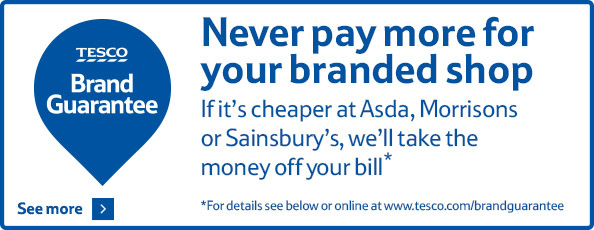 TESCO
Brand
Guarantee
Never pay more for
your branded shop
If it's cheaper at Asda, Morrisons
or Sainsbury's, we'll take the
money off your bill*
See more >
*For details see below or online at www.tesco.com/brandguarantee